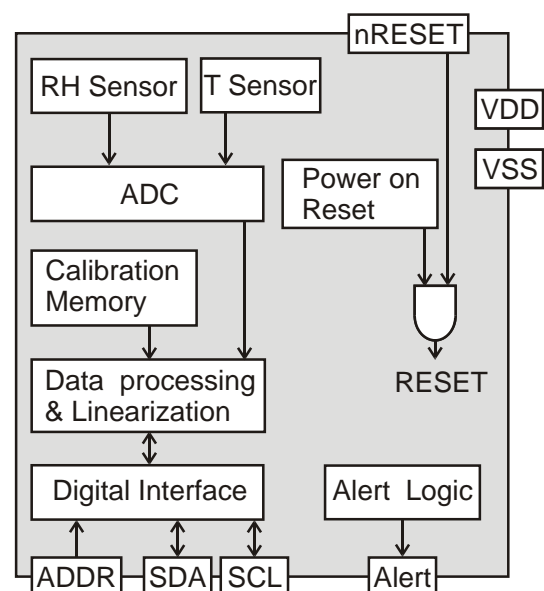 nRESET
RH Sensor
T Sensor
VDD
VSS
ADC
Power on
Reset
Calibration
Memory
Data processing
& Linearization
RESET
Digital Interface
Alert Logic
ADDR
SDA
SCL
Alert